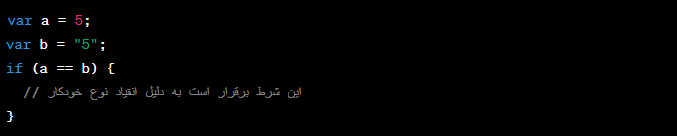 var a = 5;
var b = "5";
if (a == b) {
// این شرط برقرار است به دلیل انقیاد نوع خودکار
}